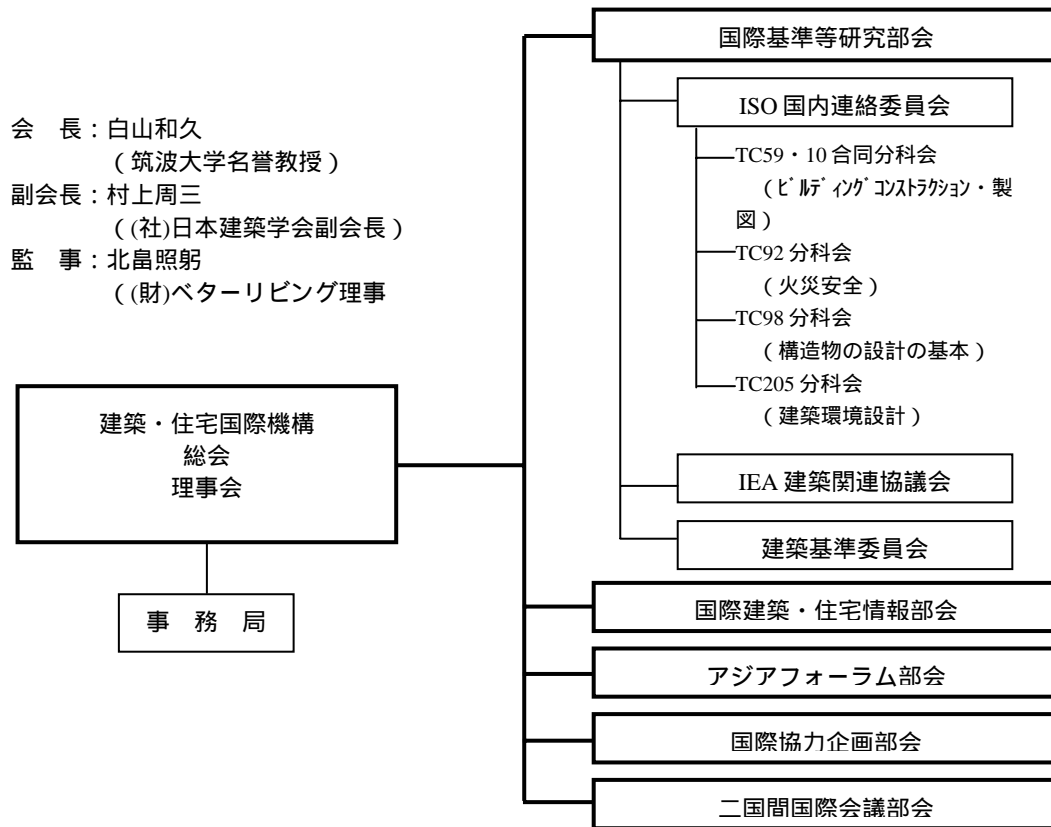 会　長：白山和久
（筑波大学名誉教授）
副会長：村上周三
（(社)日本建築学会副会長）
監　事：北畠照躬
（(財)ベターリビング理事
建築・住宅国際機構
総会
理事会
事　務　局
国際基準等研究部会
ISO 国内連絡委員会
TC59・10 合同分科会
（ﾋﾞﾙﾃﾞｨﾝｸﾞｺﾝｽﾄﾗｸｼｮﾝ・製
図）
TC92 分科会
（火災安全）
TC98 分科会
（構造物の設計の基本）
TC205 分科会
（建築環境設計）
IEA 建築関連協議会
建築基準委員会
国際建築・住宅情報部会
アジアフォーラム部会
国際協力企画部会
二国間国際会議部会